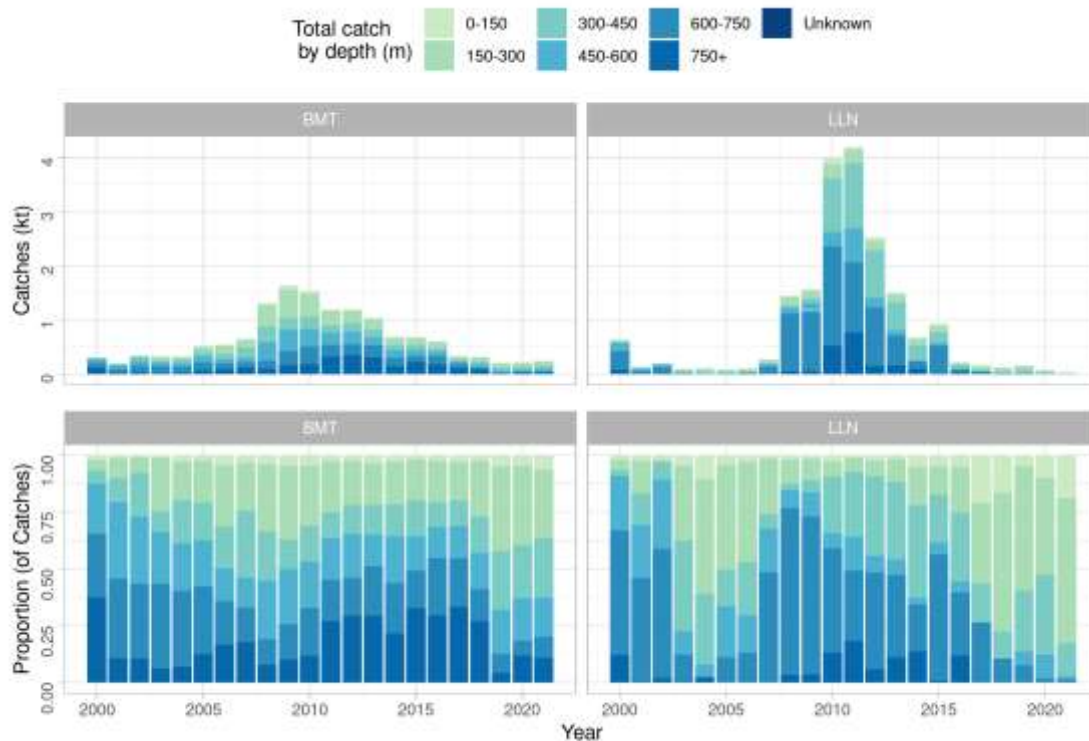 Total catch
by depth (m)
0-150
150-300
300-450
450-600
600-750
750+
Unknown
BMT
LLN
Catches (kt)
4
3
2
1
0
BMT
LLN
Proportion (of Catches)
1.00
0.75
0.50
0.25
0.00
2000
2005
2010
2015
2020
2000
2005
2010
2015
2020
Year